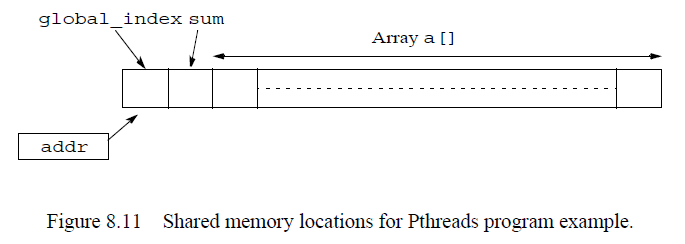 global_index sum
Array a[]
addr
Figure 8.11 Shared memory locations for Pthreads program example.